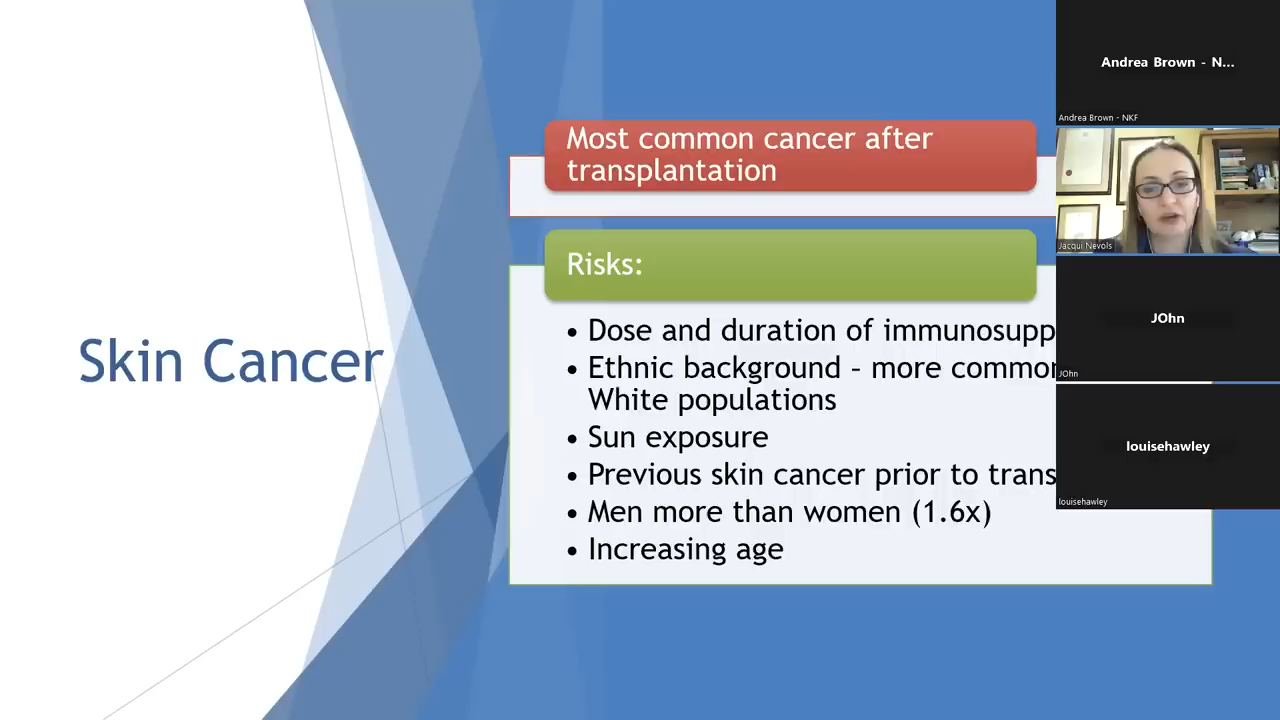 Skin Cancer
Most common cancer after
transplantation
Risks:
• Dose and duration of immunosupp
• Ethnic background – more common
White populations
• Sun exposure
• Previous skin cancer prior to trans
• Men more than women (1.6x)
• Increasing age
Andrea Brown - N...
Andrea Brown - NKF
Jacqui Nevols
JOhn
JOhn
louisehawley
louisehawley